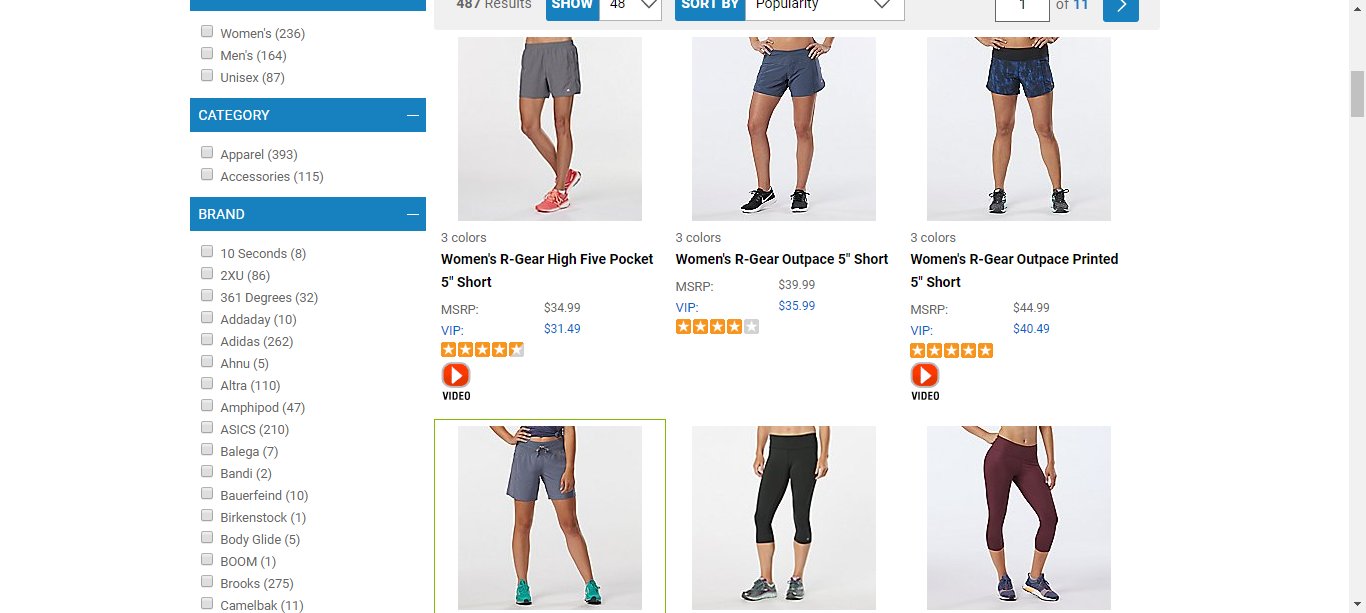 487 Results
SHOW
48
SORT BY
Popularity
1
of 11
Women's (236)
Men's (164)
Unisex (87)
CATEGORY
Apparel (393)
Accessories (115)
BRAND
10 Seconds (8)
2XU (86)
361 Degrees (32)
Addaday (10)
Adidas (262)
Ahnu (5)
Altra (110)
Amphipod (47)
ASICS (210)
Balega (7)
Bandi (2)
Bauerfeind (10)
Birkenstock (1)
Body Glide (5)
BOOM (1)
Brooks (275)
Camelbak (11)
3 colors
Women's R-Gear High Five Pocket
5" Short
MSRP: $34.99
VIP: $31.49
VIDEO
3 colors
Women's R-Gear Outpace 5" Short
MSRP: $39.99
VIP: $35.99
3 colors
Women's R-Gear Outpace Printed
5" Short
MSRP: $44.99
VIP: $40.49
VIDEO